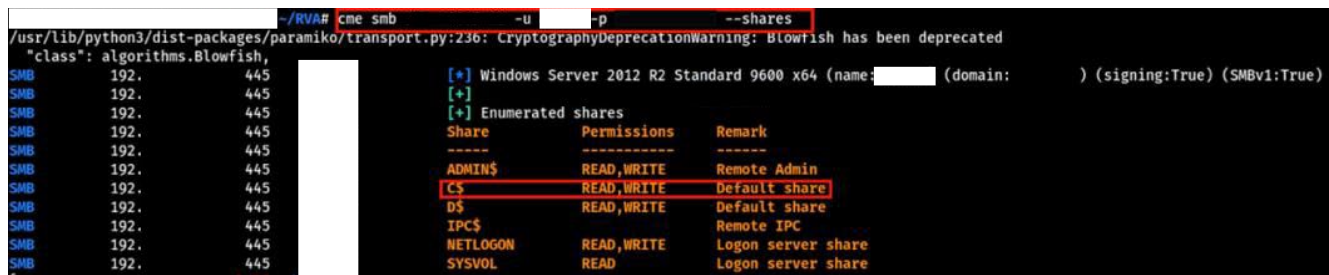 ~/RVA# cme smb -u -p --shares
/usr/lib/python3/dist-packages/paramiko/transport.py:236: CryptographyDeprecationWarning: Blowfish has been deprecated
"class": algorithms.Blowfish,
SMB 192. 445 [*] Windows Server 2012 R2 Standard 9600 x64 (name: (domain: ) (signing:True) (SMBv1:True)
SMB 192. 445 [+]
SMB 192. 445 [+] Enumerated shares
SMB 192. 445 Share Permissions Remark
SMB 192. 445 ----- ----------- ------
SMB 192. 445 ADMIN$ READ,WRITE Remote Admin
SMB 192. 445 C$ READ,WRITE Default share
SMB 192. 445 D$ READ,WRITE Default share
SMB 192. 445 IPC$ Remote IPC
SMB 192. 445 NETLOGON READ,WRITE Logon server share
SMB 192. 445 SYSVOL READ Logon server share